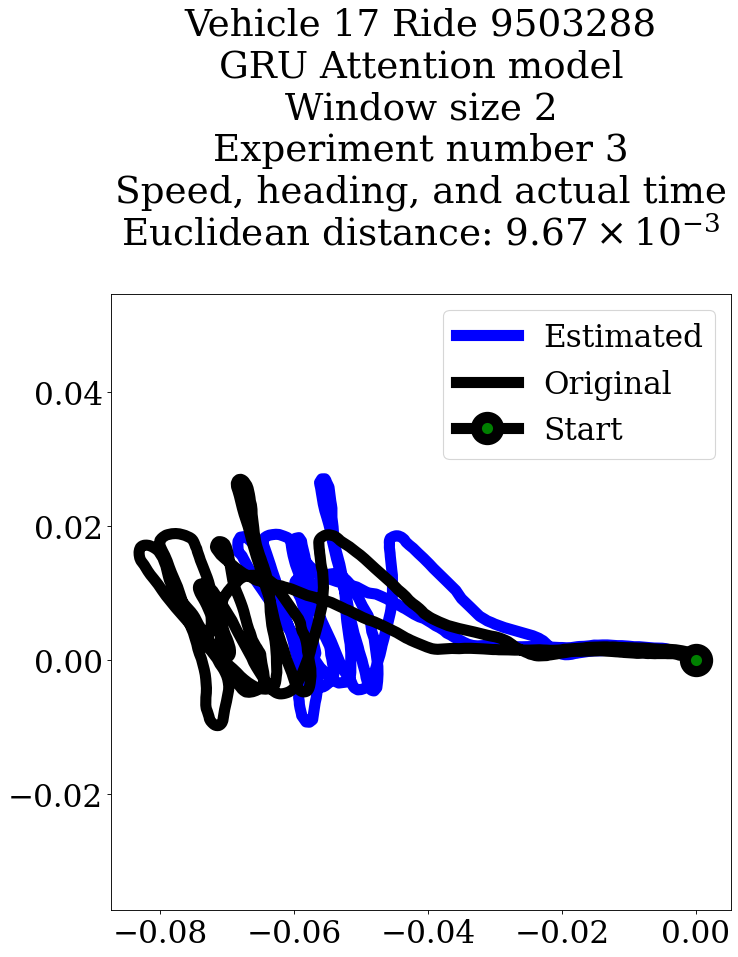 Vehicle 17 Ride 9503288
GRU Attention model
Window size 2
Experiment number 3
Speed, heading, and actual time
Euclidean distance: 9.67 × 10⁻³
Estimated
Original
Start
0.04
0.02
0.00
−0.02
−0.08 −0.06 −0.04 −0.02 0.00